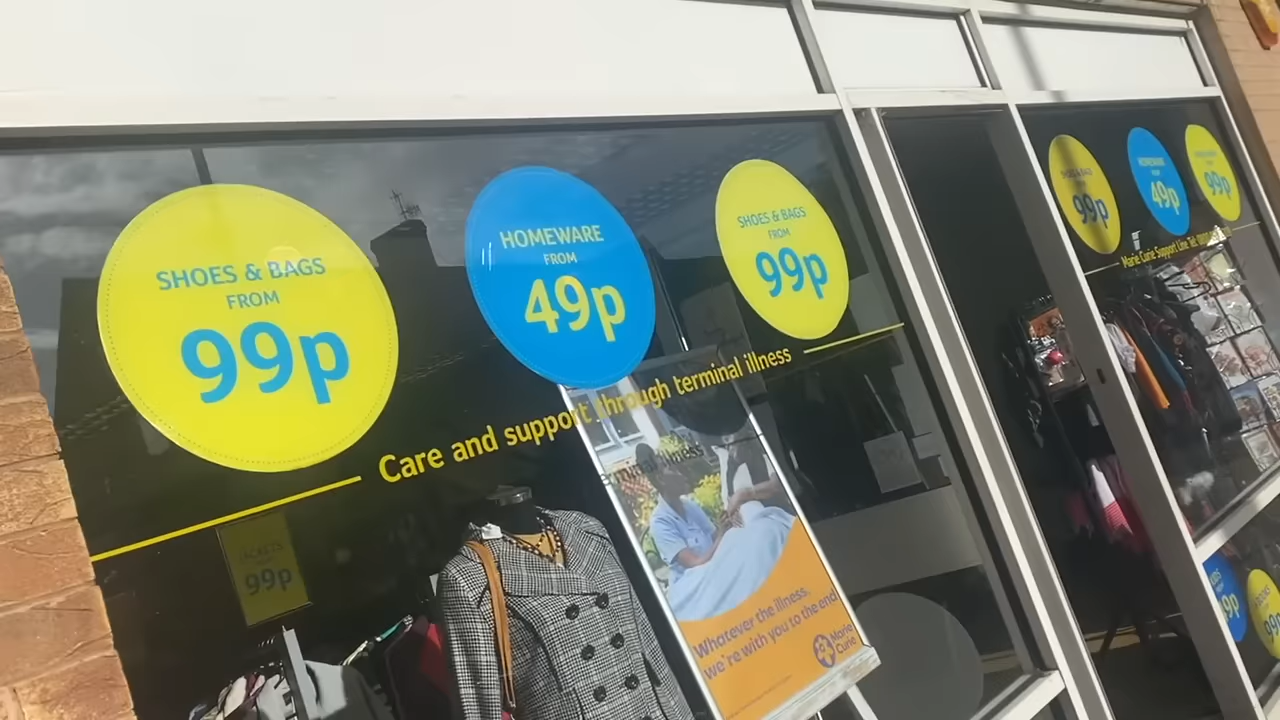 SHOES & BAGS
FROM
99p
HOMEWARE
FROM
49p
SHOES & BAGS
FROM
99p
Care and support through terminal illness
JACKETS
99p
Whatever the illness,
we're with you to the end
Marie
Curie
SHOES & BAGS
99p
HOMEWARE
49p
99p
Marie Curie Support Line Tel
99p